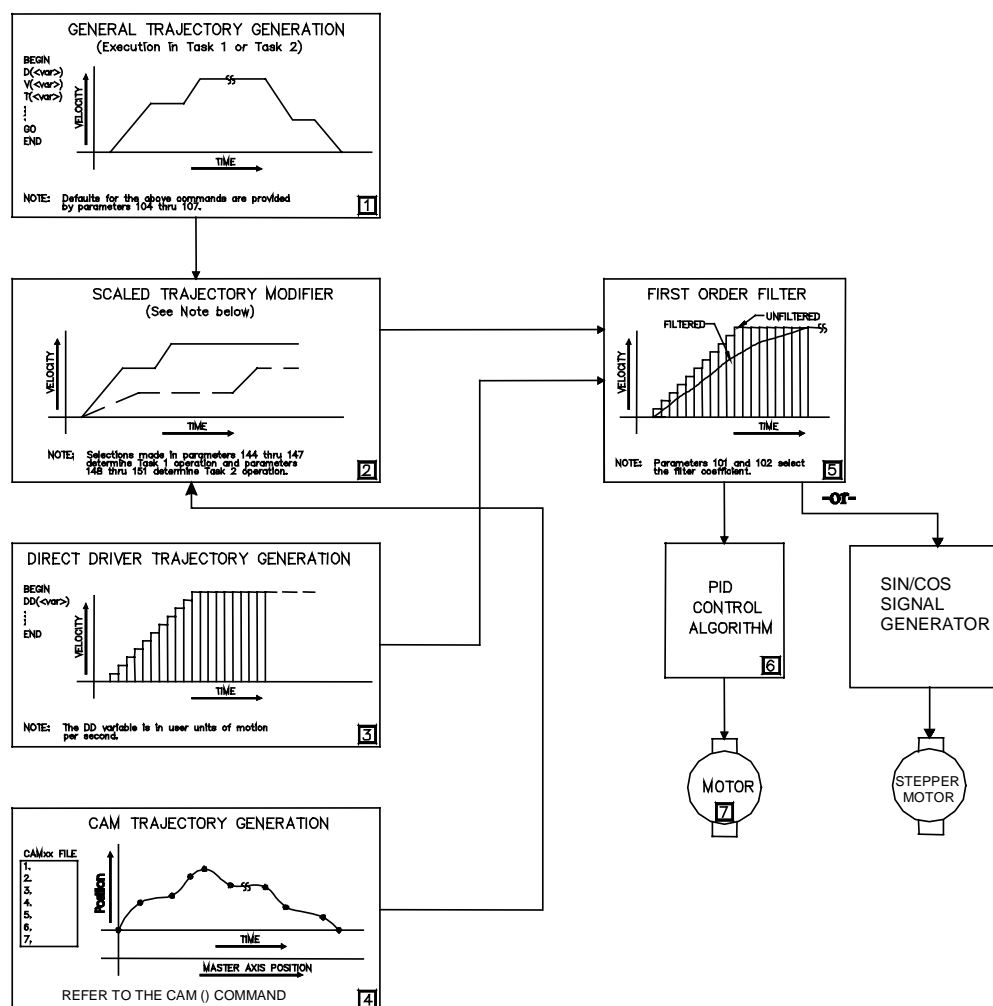 GENERAL TRAJECTORY GENERATION
(Execution in Task 1 or Task 2)
BEGIN
D(<var>)
V(<var>)
T(<var>)
GO
END
VELOCITY
TIME
NOTE: Defaults for the above commands are provided
by parameters 104 thru 107.
1
SCALED TRAJECTORY MODIFIER
(See Note below)
VELOCITY
TIME
NOTE: Selections made in parameters 144 thru 147
determine Task 1 operation and parameters
148 thru 151 determine Task 2 operation.
2
FIRST ORDER FILTER
UNFILTERED
FILTERED
VELOCITY
TIME
NOTE: Parameters 101 and 102 select
the filter coefficient.
5
-or-
DIRECT DRIVER TRAJECTORY GENERATION
BEGIN
DD(<var>)
END
VELOCITY
TIME
NOTE: The DD variable is in user units of motion
per second.
3
PID
CONTROL
ALGORITHM
6
SIN/COS
SIGNAL
GENERATOR
MOTOR
7
STEPPER
MOTOR
CAM TRAJECTORY GENERATION
CAMxx FILE
1.
2.
3.
4.
5.
6.
7.
Position
TIME
MASTER AXIS POSITION
REFER TO THE CAM () COMMAND
4